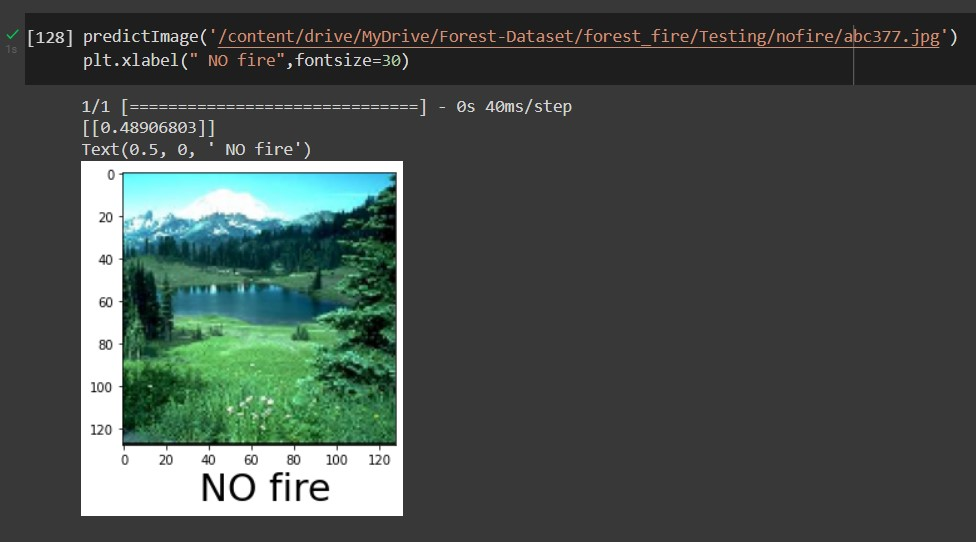 1s
[128] predictImage('/content/drive/MyDrive/Forest-Dataset/forest_fire/Testing/nofire/abc377.jpg')
plt.xlabel(" NO fire",fontsize=30)
1/1 [==============================] - 0s 40ms/step
[[0.48906803]]
Text(0.5, 0, ' NO fire')
0
20
40
60
80
100
120
0 20 40 60 80 100 120
NO fire